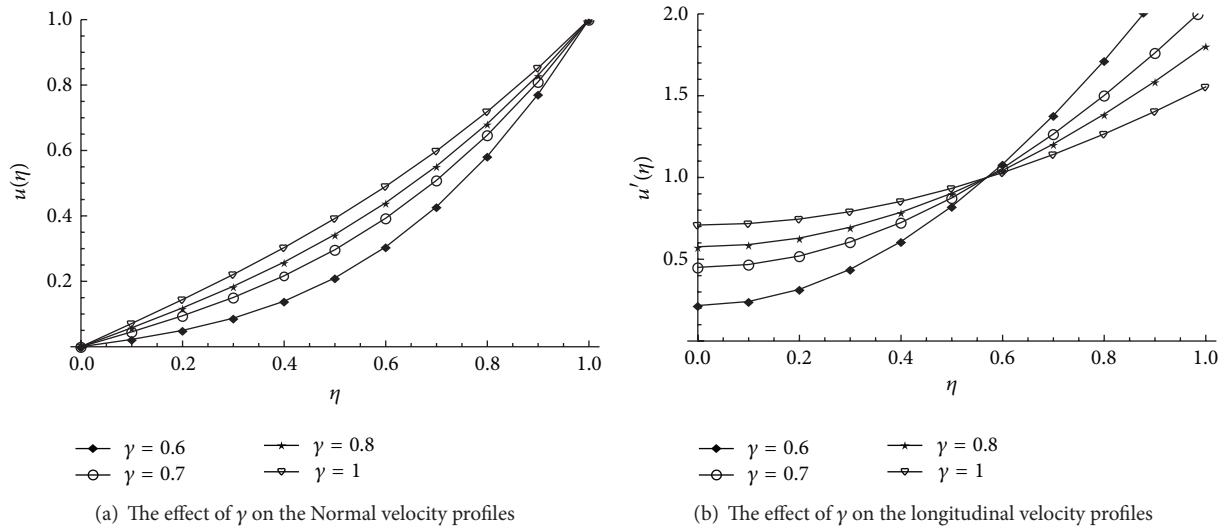 1.0
0.8
0.6
0.4
0.2
u(η)
0.0
0.2
0.4
0.6
0.8
1.0
η
γ = 0.6
γ = 0.7
γ = 0.8
γ = 1
(a) The effect of γ on the Normal velocity profiles
2.0
1.5
1.0
0.5
u′(η)
0.0
0.2
0.4
0.6
0.8
1.0
η
γ = 0.6
γ = 0.7
γ = 0.8
γ = 1
(b) The effect of γ on the longitudinal velocity profiles